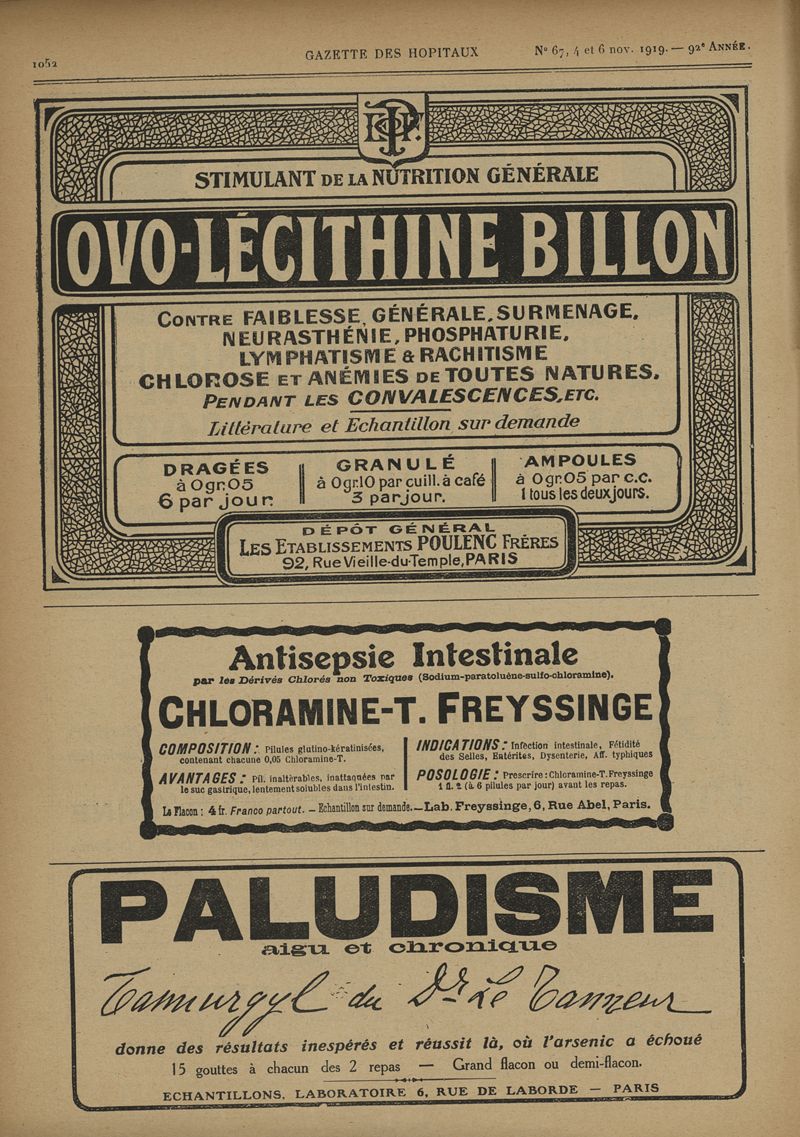 1052
GAZETTE DES HOPITAUX
Nº 67, 4 et 6 nov. 1919. — 92e ANNÉE.
STIMULANT DE LA NUTRITION GÉNÉRALE
OVO-LÉCITHINE BILLON
CONTRE FAIBLESSE GÉNÉRALE, SURMENAGE,
NEURASTHÉNIE, PHOSPHATURIE,
LYMPHATISME & RACHITISME
CHLOROSE ET ANÉMIES DE TOUTES NATURES.
PENDANT LES CONVALESCENCES, ETC.
Littérature et Echantillon sur demande
DRAGÉES
à 0gr.05
6 par jour.
GRANULÉ
à 0gr.10 par cuill. à café
3 par jour.
AMPOULES
à 0gr.05 par c.c.
1 tous les deux jours.
DÉPÔT GÉNÉRAL
LES ETABLISSEMENTS POULENC FRÈRES
92, Rue Vieille-du-Temple, PARIS
Antisepsie Intestinale
par les Dérivés Chlorés non Toxiques (Sodium-paratoluène-sulfo-chloramine).
CHLORAMINE-T. FREYSSINGE
COMPOSITION : Pilules glutino-kératinisées,
contenant chacune 0,05 Chloramine-T.
AVANTAGES : Pil. inaltérables, inattaquées par
le suc gastrique, lentement solubles dans l'intestin.
INDICATIONS : Infection intestinale, Fétidité
des Selles, Entérites, Dysenterie, Aff. typhiques
POSOLOGIE : Prescrire : Chloramine-T. Freyssinge
1 fl. 2 (à 6 pilules par jour) avant les repas.
Le Flacon : 4 fr. Franco partout. — Echantillon sur demande. — Lab. Freyssinge, 6, Rue Abel, Paris.
PALUDISME
aigu et chronique
Tannurgyl du Dr Le Tanneur
donne des résultats inespérés et réussit là, où l'arsenic a échoué
15 gouttes à chacun des 2 repas — Grand flacon ou demi-flacon.
ECHANTILLONS, LABORATOIRE 6, RUE DE LABORDE — PARIS